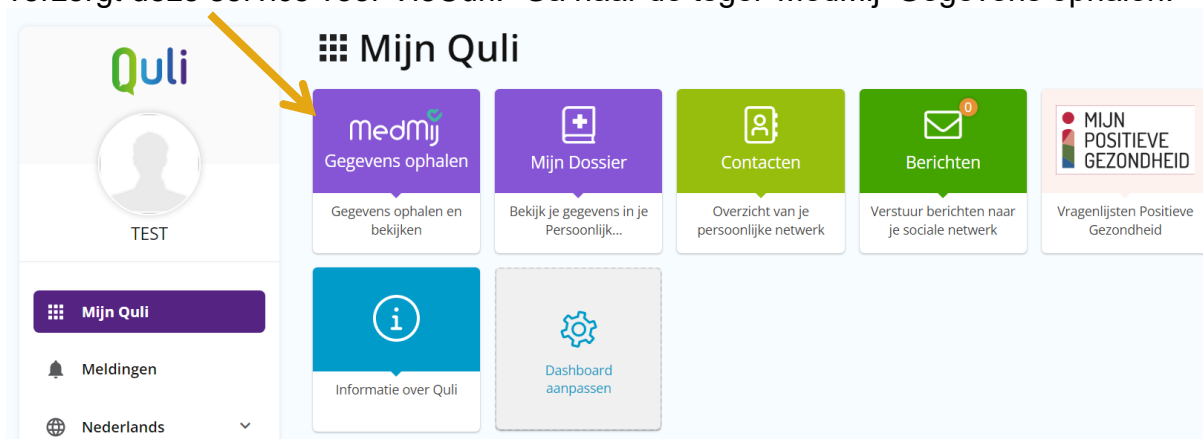 Quli
TEST
Mijn Quli
Meldingen
Nederlands
Mijn Quli
MedMij
Gegevens ophalen
Gegevens ophalen en
bekijken
Mijn Dossier
Bekijk je gegevens in je
Persoonlijk...
Contacten
Overzicht van je
persoonlijke netwerk
0
Berichten
Verstuur berichten naar
je sociale netwerk
MIJN
POSITIEVE
GEZONDHEID
Vragenlijsten Positieve
Gezondheid
i
Informatie over Quli
Dashboard
aanpassen